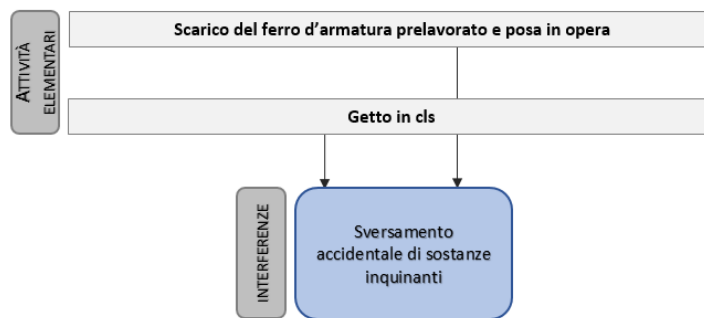 ATTIVITÀ
ELEMENTARI
Scarico del ferro d’armatura prelavorato e posa in opera
Getto in cls
INTERFERENZE
Sversamento
accidentale di sostanze
inquinanti